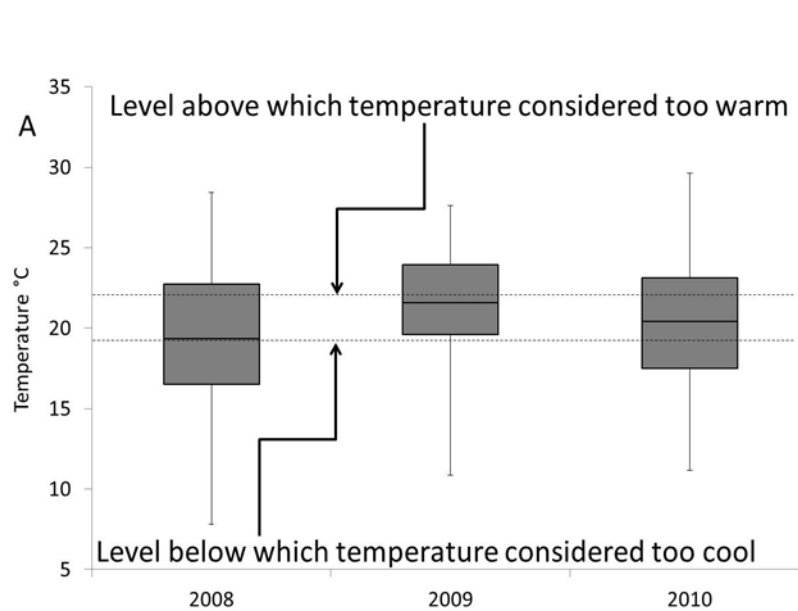 35
Level above which temperature considered too warm
A
30
25
20
15
10
5
Temperature °C
Level below which temperature considered too cool
2008 2009 2010